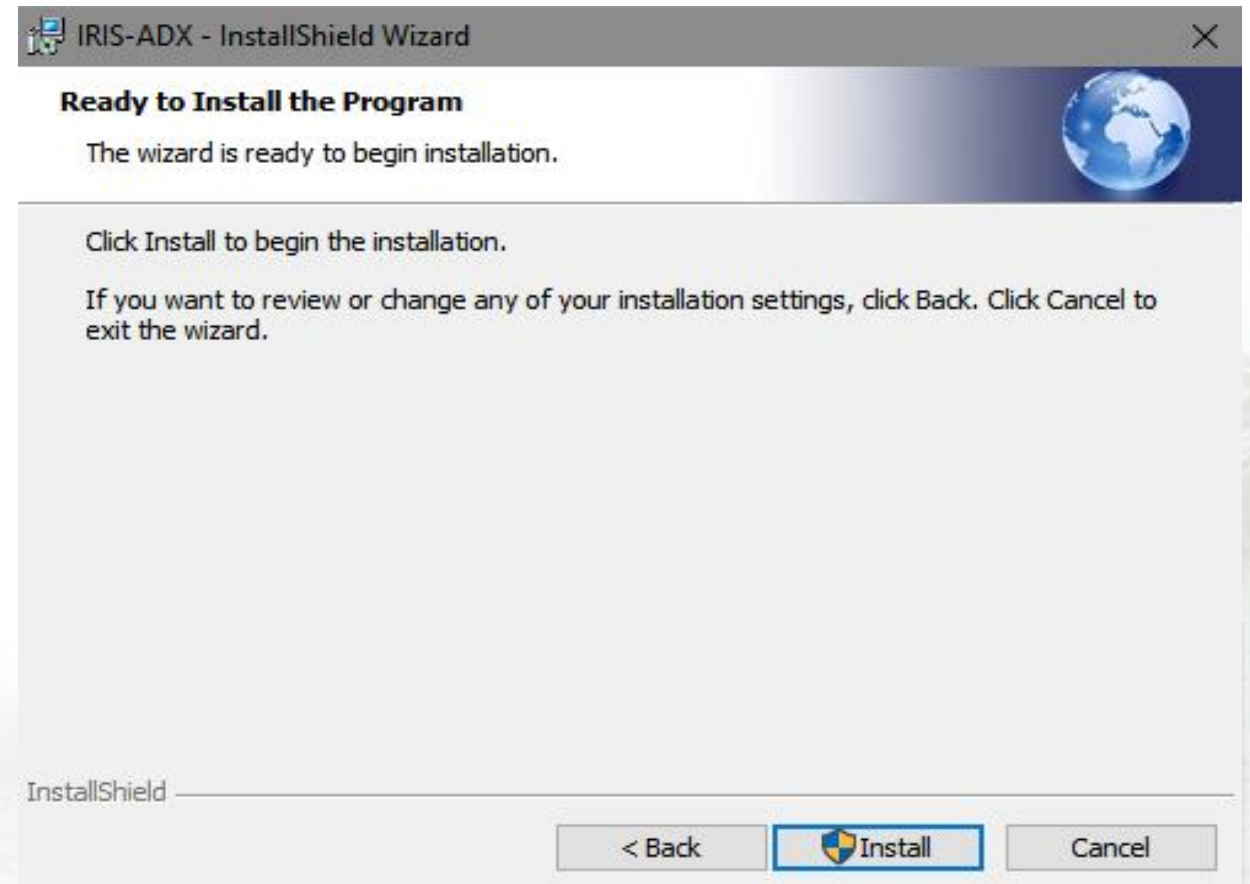 IRIS-ADX - InstallShield Wizard
Ready to Install the Program
The wizard is ready to begin installation.
Click Install to begin the installation.
If you want to review or change any of your installation settings, click Back. Click Cancel to
exit the wizard.
InstallShield
< Back
Install
Cancel